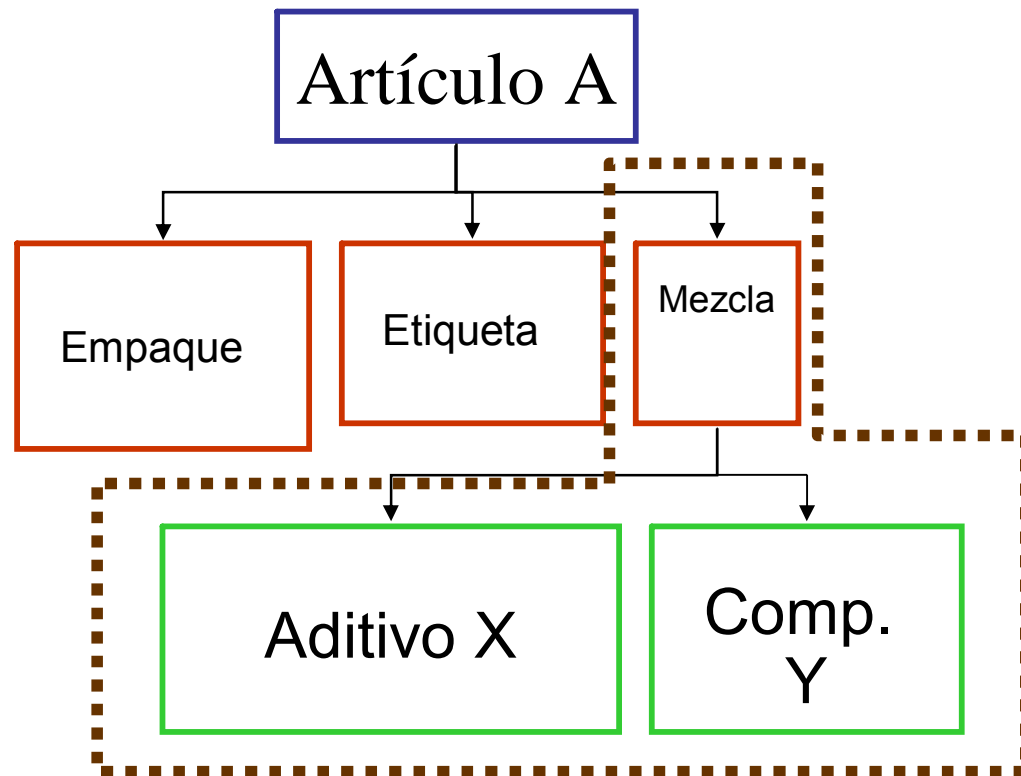 Artículo A
Empaque
Etiqueta
Mezcla
Aditivo X
Comp.
Y